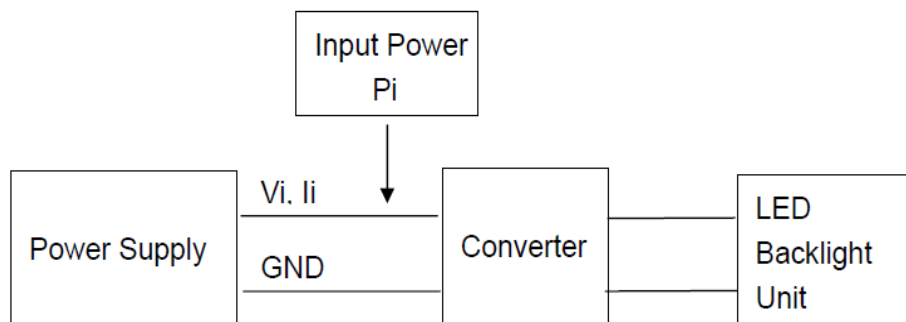 Input Power
Pi
Vi, Ii
Power Supply
GND
Converter
LED
Backlight
Unit